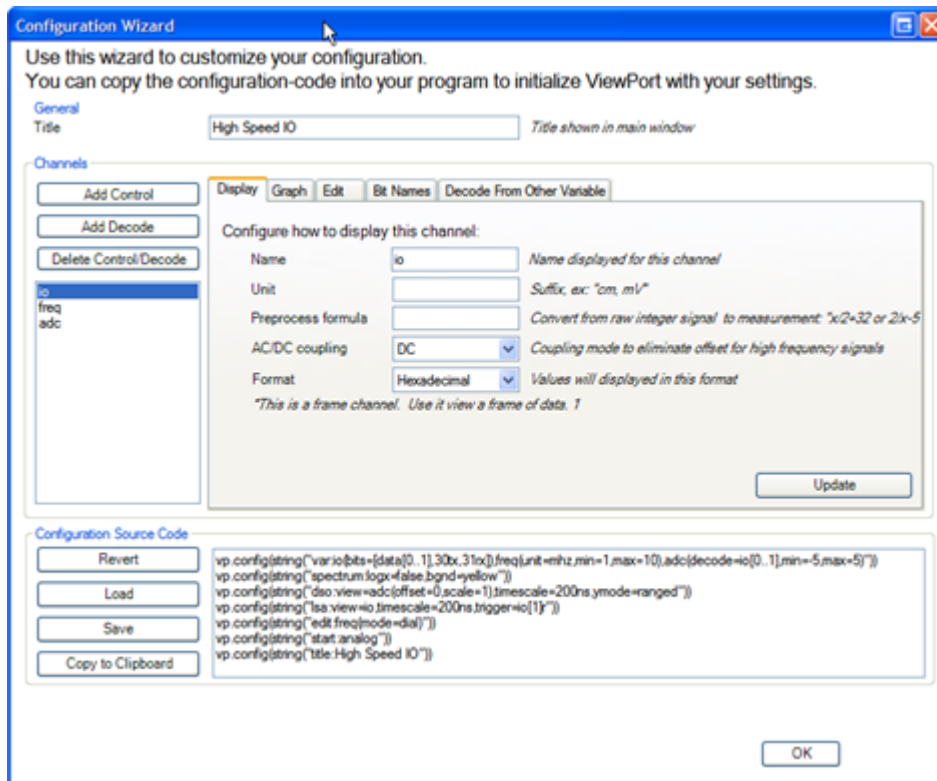 Configuration Wizard
Use this wizard to customize your configuration.
You can copy the configuration-code into your program to initialize ViewPort with your settings.
General
Title
High Speed IO
Title shown in main window
Channels
Add Control
Add Decode
Delete Control/Decode
io
freq
adc
Display
Graph
Edit
Bit Names
Decode From Other Variable
Configure how to display this channel:
Name
io
Name displayed for this channel
Unit
Suffix, ex: "cm, mV"
Preprocess formula
Convert from raw integer signal to measurement: "x/2+32 or 2/x-5
AC/DC coupling
DC
Coupling mode to eliminate offset for high frequency signals
Format
Hexadecimal
Values will displayed in this format
*This is a frame channel. Use it view a frame of data. 1
Update
Configuration Source Code
Revert
Load
Save
Copy to Clipboard
vp.config(string("var:io(bits=[data[0..1],30tx,31rx]),freq(unit=mhz,min=1,max=10),adc(decode=io[0..1],min=-5,max=5)"))
vp.config(string("spectrum:logx=false,bgnd=yellow"))
vp.config(string("dso:view=adc(offset=0,scale=1),timescale=200ns,ymode=ranged"))
vp.config(string("lsa:view=io,timescale=200ns,trigger=io[1]r"))
vp.config(string("edit:freq(mode=dial)"))
vp.config(string("start:analog"))
vp.config(string("title:High Speed IO"))
OK